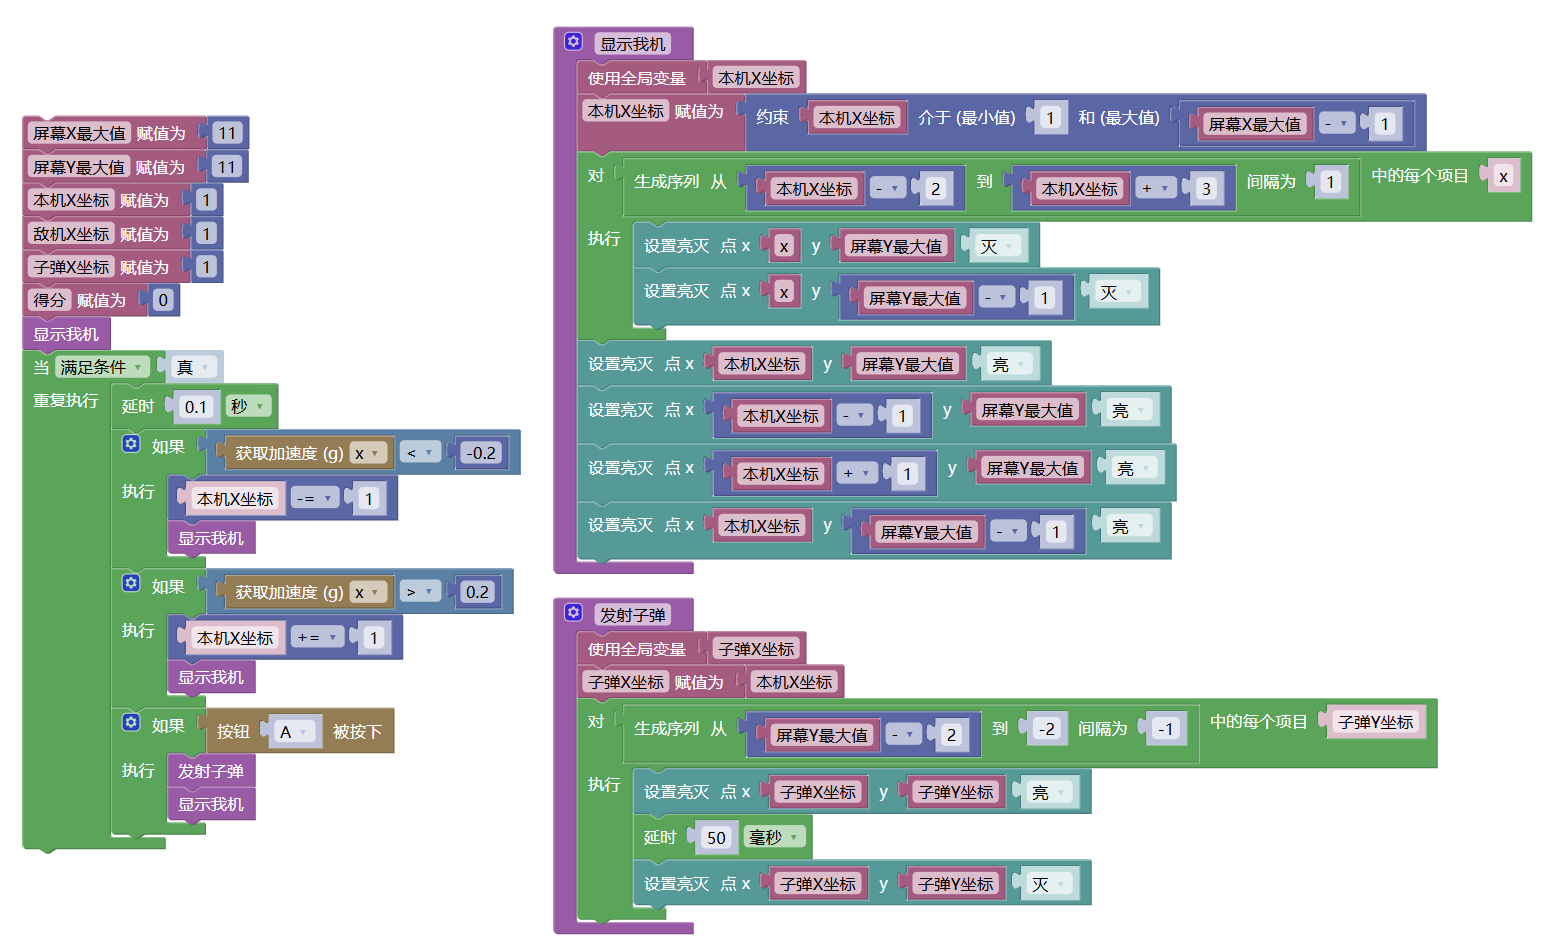 屏幕X最大值 赋值为 11
屏幕Y最大值 赋值为 11
本机X坐标 赋值为 1
敌机X坐标 赋值为 1
子弹X坐标 赋值为 1
得分 赋值为 0
显示我机
当 满足条件 真
重复执行 延时 0.1 秒
如果 获取加速度 (g) x < -0.2
执行 本机X坐标 -= 1
显示我机
如果 获取加速度 (g) x > 0.2
执行 本机X坐标 += 1
显示我机
如果 按钮 A 被按下
执行 发射子弹
显示我机
显示我机
使用全局变量 本机X坐标
本机X坐标 赋值为 约束 本机X坐标 介于 (最小值) 1 和 (最大值) 屏幕X最大值 - 1
对 生成序列 从 本机X坐标 - 2 到 本机X坐标 + 3 间隔为 1 中的每个项目 x
执行 设置亮灭 点 x x y 屏幕Y最大值 灭
设置亮灭 点 x x y 屏幕Y最大值 - 1 灭
设置亮灭 点 x 本机X坐标 y 屏幕Y最大值 亮
设置亮灭 点 x 本机X坐标 - 1 y 屏幕Y最大值 亮
设置亮灭 点 x 本机X坐标 + 1 y 屏幕Y最大值 亮
设置亮灭 点 x 本机X坐标 y 屏幕Y最大值 - 1 亮
发射子弹
使用全局变量 子弹X坐标
子弹X坐标 赋值为 本机X坐标
对 生成序列 从 屏幕Y最大值 - 2 到 -2 间隔为 -1 中的每个项目 子弹Y坐标
执行 设置亮灭 点 x 子弹X坐标 y 子弹Y坐标 亮
延时 50 毫秒
设置亮灭 点 x 子弹X坐标 y 子弹Y坐标 灭